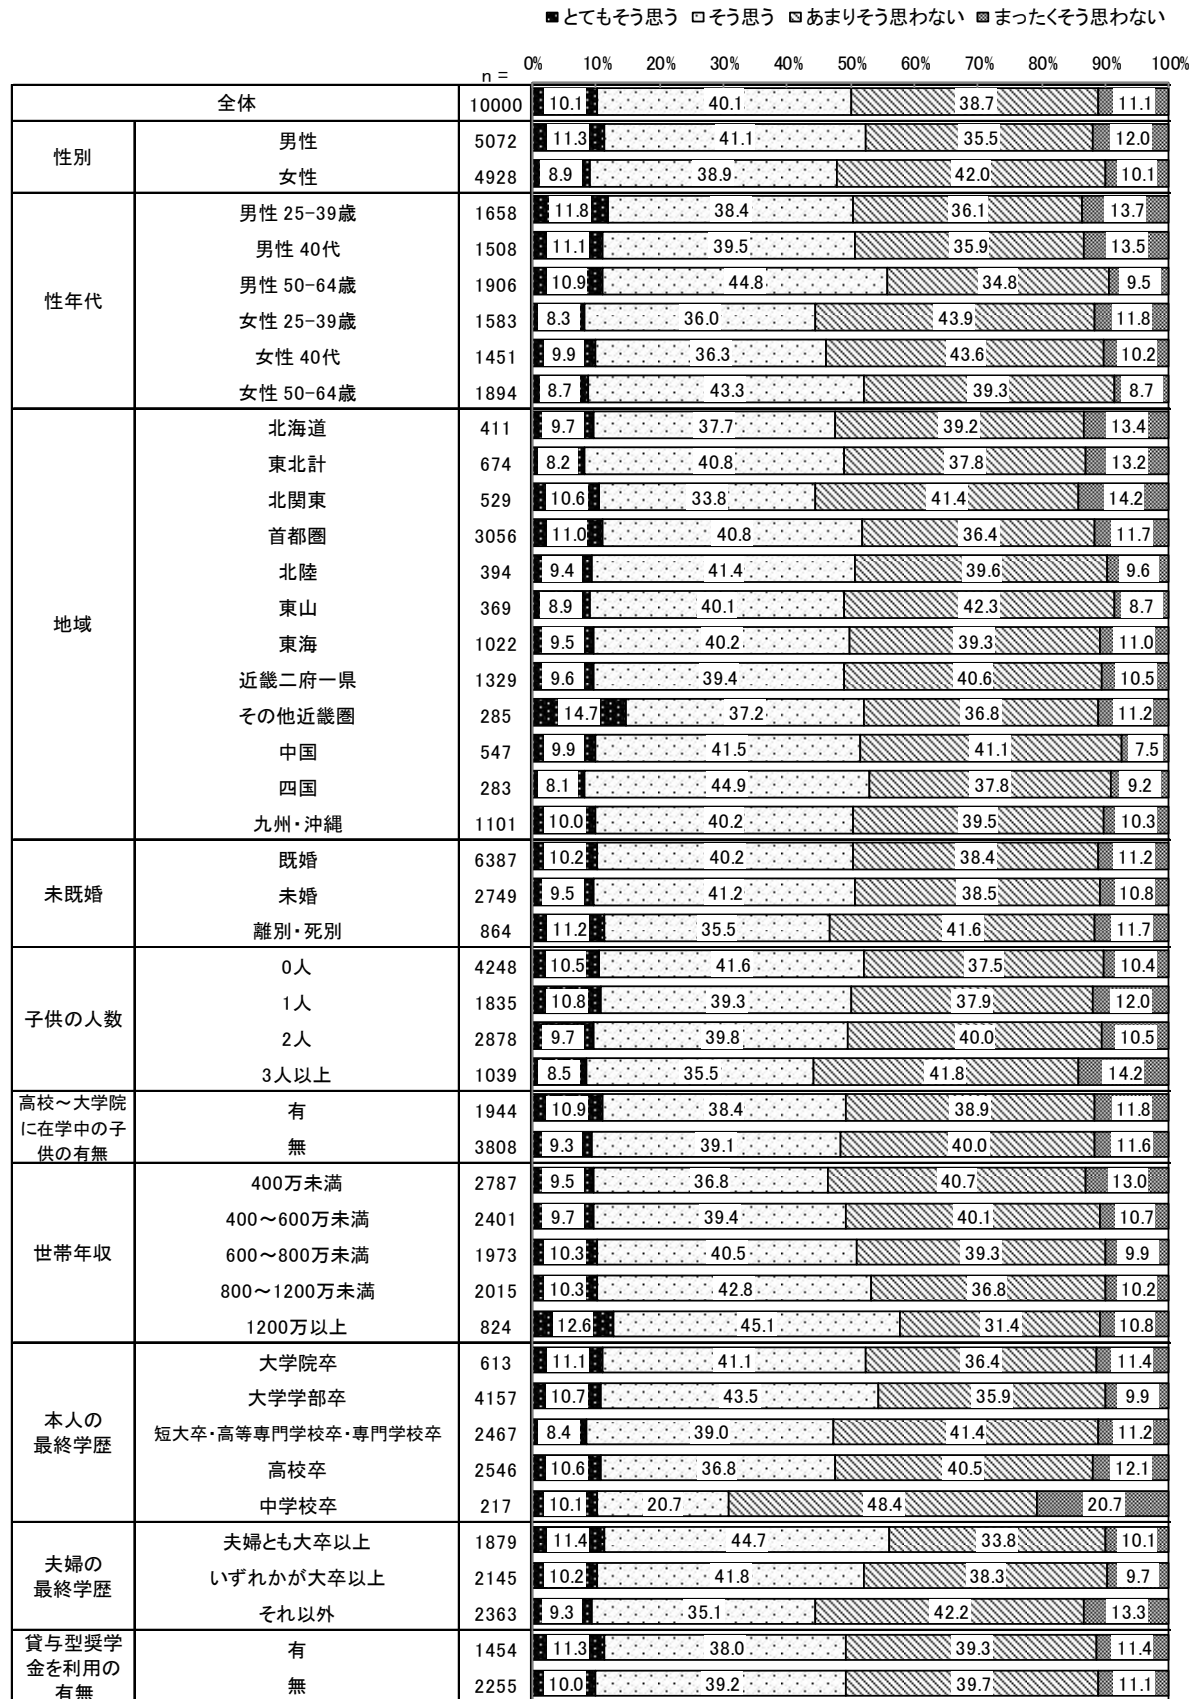 ■とてもそう思う □そう思う ▧あまりそう思わない ▩まったくそう思わない
n = 0% 10% 20% 30% 40% 50% 60% 70% 80% 90% 100%
全体 10000 10.1 40.1 38.7 11.1
性別
男性 5072 11.3 41.1 35.5 12.0
女性 4928 8.9 38.9 42.0 10.1
性年代
男性 25-39歳 1658 11.8 38.4 36.1 13.7
男性 40代 1508 11.1 39.5 35.9 13.5
男性 50-64歳 1906 10.9 44.8 34.8 9.5
女性 25-39歳 1583 8.3 36.0 43.9 11.8
女性 40代 1451 9.9 36.3 43.6 10.2
女性 50-64歳 1894 8.7 43.3 39.3 8.7
地域
北海道 411 9.7 37.7 39.2 13.4
東北計 674 8.2 40.8 37.8 13.2
北関東 529 10.6 33.8 41.4 14.2
首都圏 3056 11.0 40.8 36.4 11.7
北陸 394 9.4 41.4 39.6 9.6
東山 369 8.9 40.1 42.3 8.7
東海 1022 9.5 40.2 39.3 11.0
近畿二府一県 1329 9.6 39.4 40.6 10.5
その他近畿圏 285 14.7 37.2 36.8 11.2
中国 547 9.9 41.5 41.1 7.5
四国 283 8.1 44.9 37.8 9.2
九州・沖縄 1101 10.0 40.2 39.5 10.3
未既婚
既婚 6387 10.2 40.2 38.4 11.2
未婚 2749 9.5 41.2 38.5 10.8
離別・死別 864 11.2 35.5 41.6 11.7
子供の人数
0人 4248 10.5 41.6 37.5 10.4
1人 1835 10.8 39.3 37.9 12.0
2人 2878 9.7 39.8 40.0 10.5
3人以上 1039 8.5 35.5 41.8 14.2
高校～大学院
に在学中の子
供の有無
有 1944 10.9 38.4 38.9 11.8
無 3808 9.3 39.1 40.0 11.6
世帯年収
400万未満 2787 9.5 36.8 40.7 13.0
400～600万未満 2401 9.7 39.4 40.1 10.7
600～800万未満 1973 10.3 40.5 39.3 9.9
800～1200万未満 2015 10.3 42.8 36.8 10.2
1200万以上 824 12.6 45.1 31.4 10.8
本人の
最終学歴
大学院卒 613 11.1 41.1 36.4 11.4
大学学部卒 4157 10.7 43.5 35.9 9.9
短大卒・高等専門学校卒・専門学校卒 2467 8.4 39.0 41.4 11.2
高校卒 2546 10.6 36.8 40.5 12.1
中学校卒 217 10.1 20.7 48.4 20.7
夫婦の
最終学歴
夫婦とも大卒以上 1879 11.4 44.7 33.8 10.1
いずれかが大卒以上 2145 10.2 41.8 38.3 9.7
それ以外 2363 9.3 35.1 42.2 13.3
貸与型奨学
金を利用の
有無
有 1454 11.3 38.0 39.3 11.4
無 2255 10.0 39.2 39.7 11.1